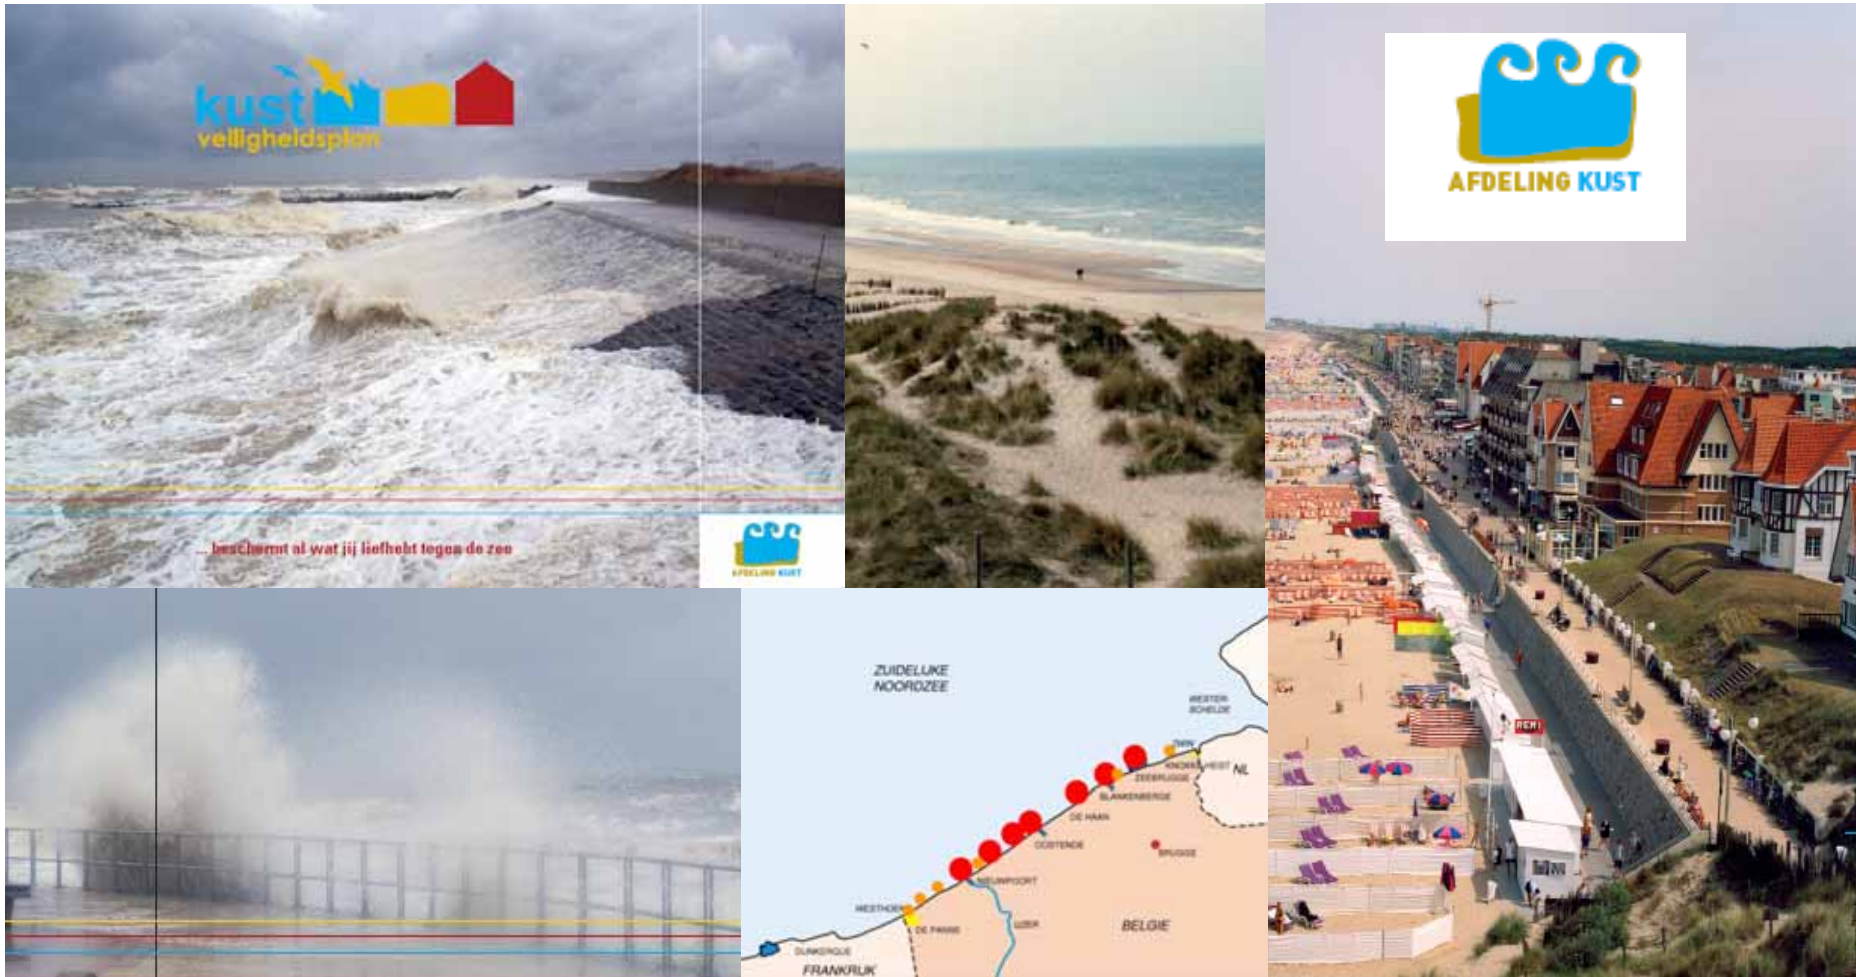 kust
veiligheidsplan
... beschermt al wat jij liefhebt tegen de zee
AFDELING KUST
AFDELING KUST
REMI
ZUIDELIJKE
NOORDZEE
WESTER-
SCHELDE
ZWIN
KNOKKE-HEIST
NL
ZEEBRUGGE
BLANKENBERGE
DE HAAN
OOSTENDE
BRUGGE
NIEUWPOORT
WESTHOEK
DE PANNE
IJZER
BELGIE
DUNKERQUE
FRANKRIJK